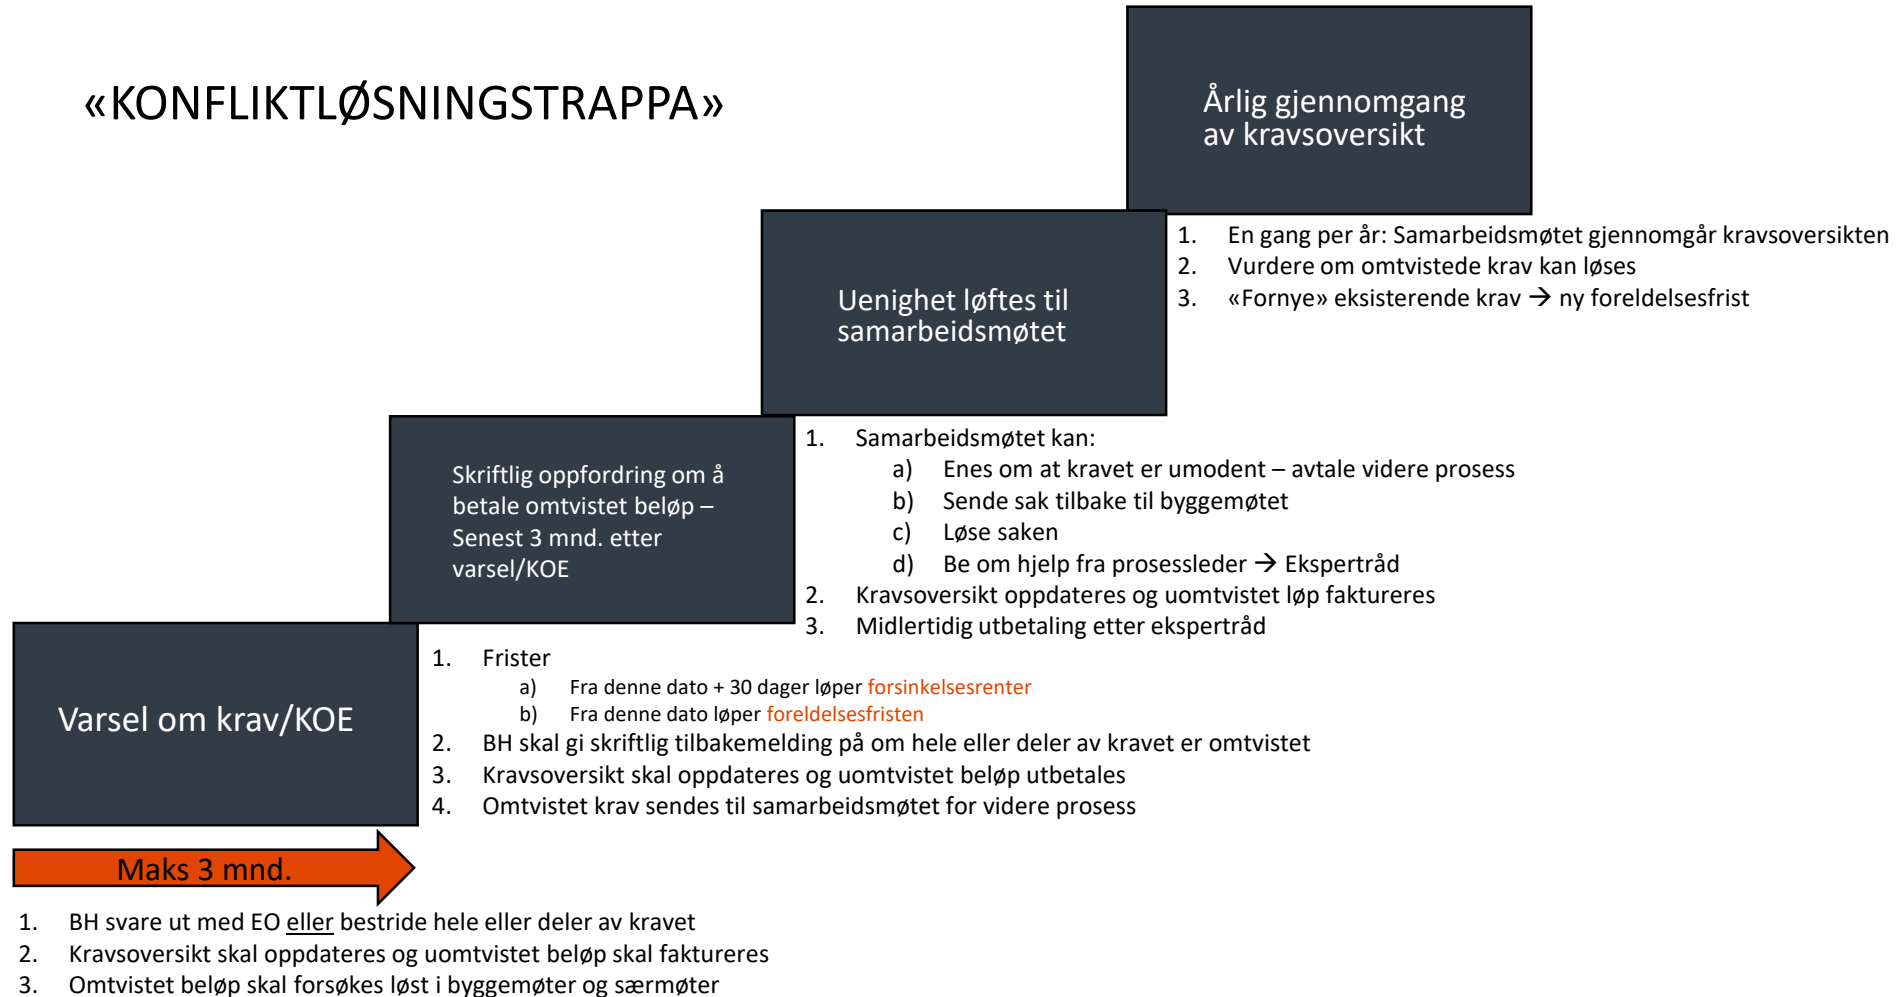 «KONFLIKTLØSNINGSTRAPPA»
Årlig gjennomgang
av kravsoversikt
1. En gang per år: Samarbeidsmøtet gjennomgår kravsoversikten
2. Vurdere om omtvistede krav kan løses
3. «Fornye» eksisterende krav → ny foreldelsesfrist
Uenighet løftes til
samarbeidsmøtet
1. Samarbeidsmøtet kan:
a) Enes om at kravet er umodent – avtale videre prosess
b) Sende sak tilbake til byggemøtet
c) Løse saken
d) Be om hjelp fra prosessleder → Ekspertråd
2. Kravsoversikt oppdateres og uomtvistet løp faktureres
3. Midlertidig utbetaling etter ekspertråd
Skriftlig oppfordring om å
betale omtvistet beløp –
Senest 3 mnd. etter
varsel/KOE
1. Frister
a) Fra denne dato + 30 dager løper forsinkelsesrenter
b) Fra denne dato løper foreldelsesfristen
2. BH skal gi skriftlig tilbakemelding på om hele eller deler av kravet er omtvistet
3. Kravsoversikt skal oppdateres og uomtvistet beløp utbetales
4. Omtvistet krav sendes til samarbeidsmøtet for videre prosess
Varsel om krav/KOE
Maks 3 mnd.
1. BH svare ut med EO eller bestride hele eller deler av kravet
2. Kravsoversikt skal oppdateres og uomtvistet beløp skal faktureres
3. Omtvistet beløp skal forsøkes løst i byggemøter og særmøter